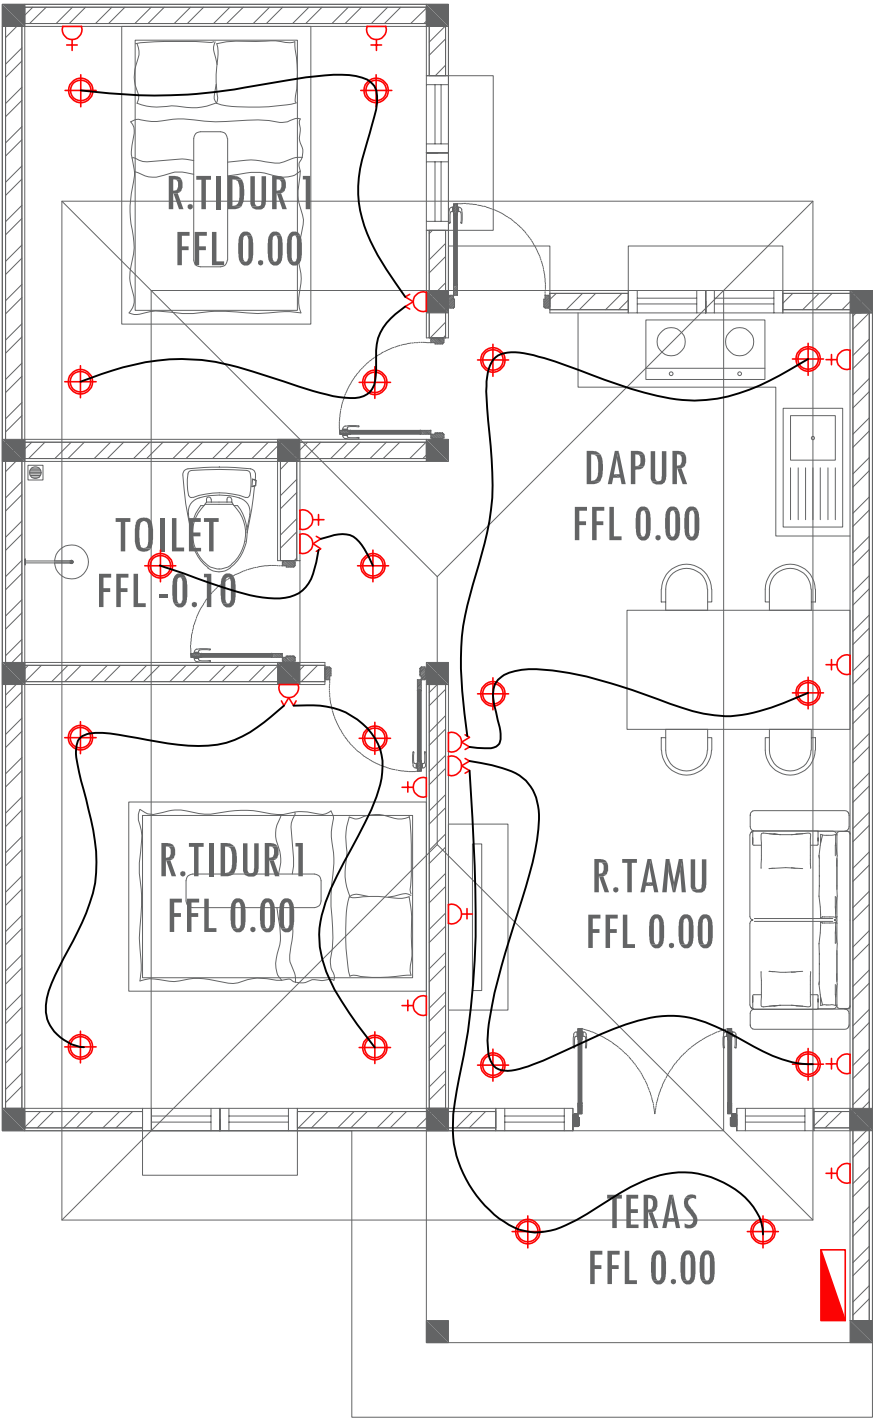 R.TIDUR 1
FFL 0.00
DAPUR
FFL 0.00
TOILET
FFL -0.10
R.TIDUR 1
FFL 0.00
R.TAMU
FFL 0.00
TERAS
FFL 0.00